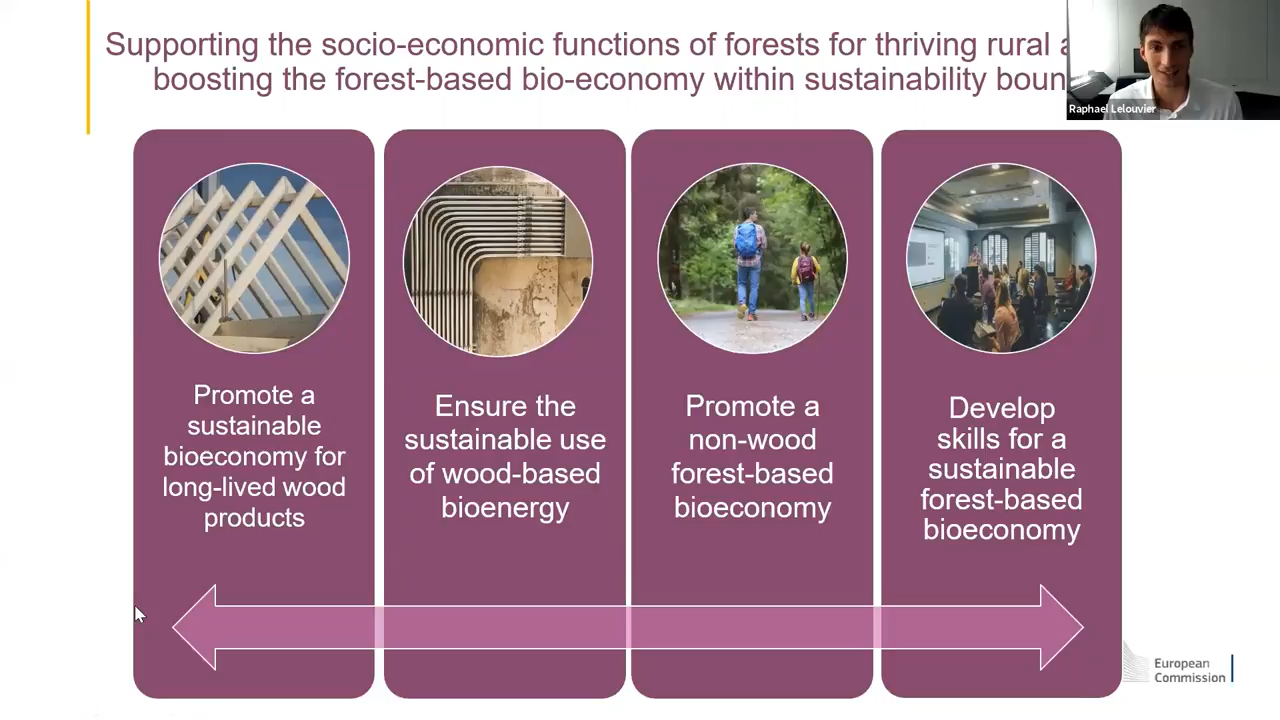 Supporting the socio-economic functions of forests for thriving rural
boosting the forest-based bio-economy within sustainability
Raphael Lelouvier
Promote a
sustainable
bioeconomy for
long-lived wood
products
Ensure the
sustainable use
of wood-based
bioenergy
Promote a
non-wood
forest-based
bioeconomy
Develop
skills for a
sustainable
forest-based
bioeconomy
European
Commission